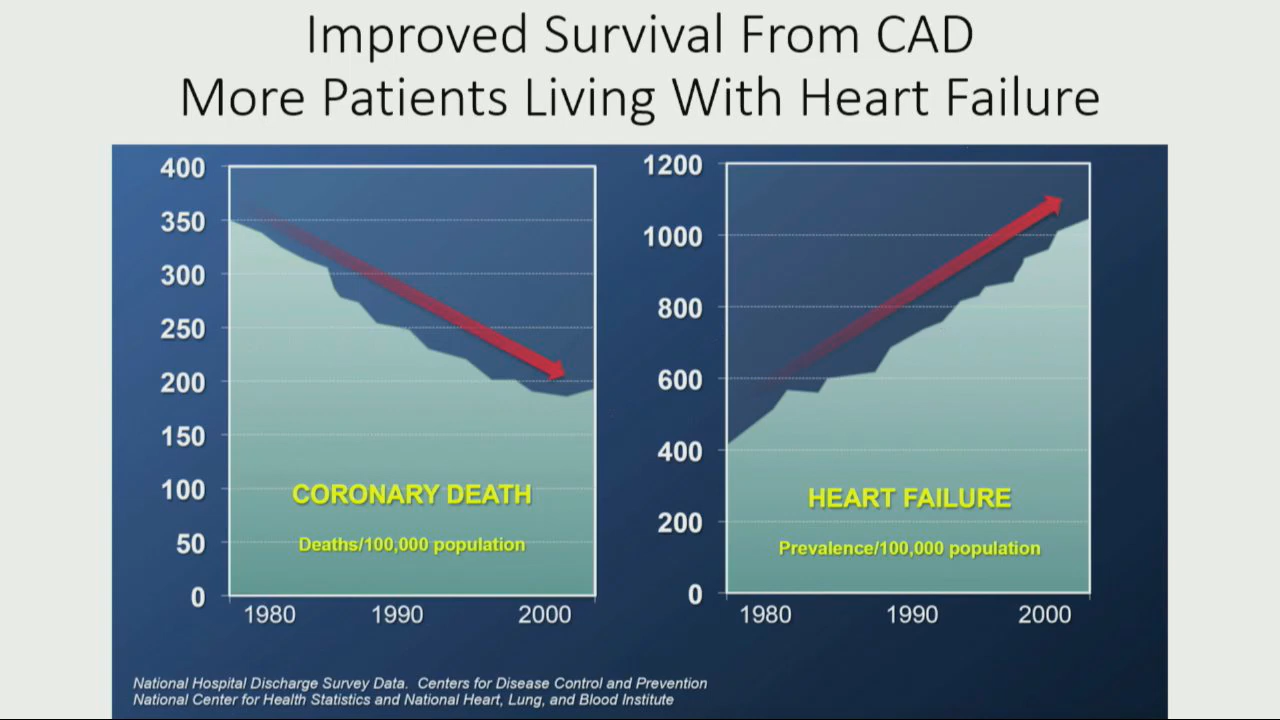 Improved Survival From CAD
More Patients Living With Heart Failure
400
350
300
250
200
150
100
50
0
CORONARY DEATH
Deaths/100,000 population
1980 1990 2000
1200
1000
800
600
400
200
0
HEART FAILURE
Prevalence/100,000 population
1980 1990 2000
National Hospital Discharge Survey Data. Centers for Disease Control and Prevention
National Center for Health Statistics and National Heart, Lung, and Blood Institute